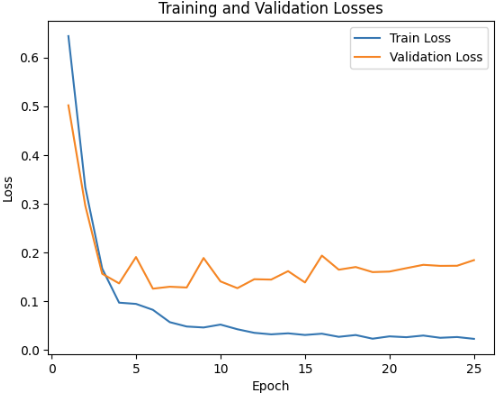 Training and Validation Losses
Train Loss
Validation Loss
0.6
0.5
0.4
0.3
0.2
0.1
0.0
Loss
0 5 10 15 20 25
Epoch